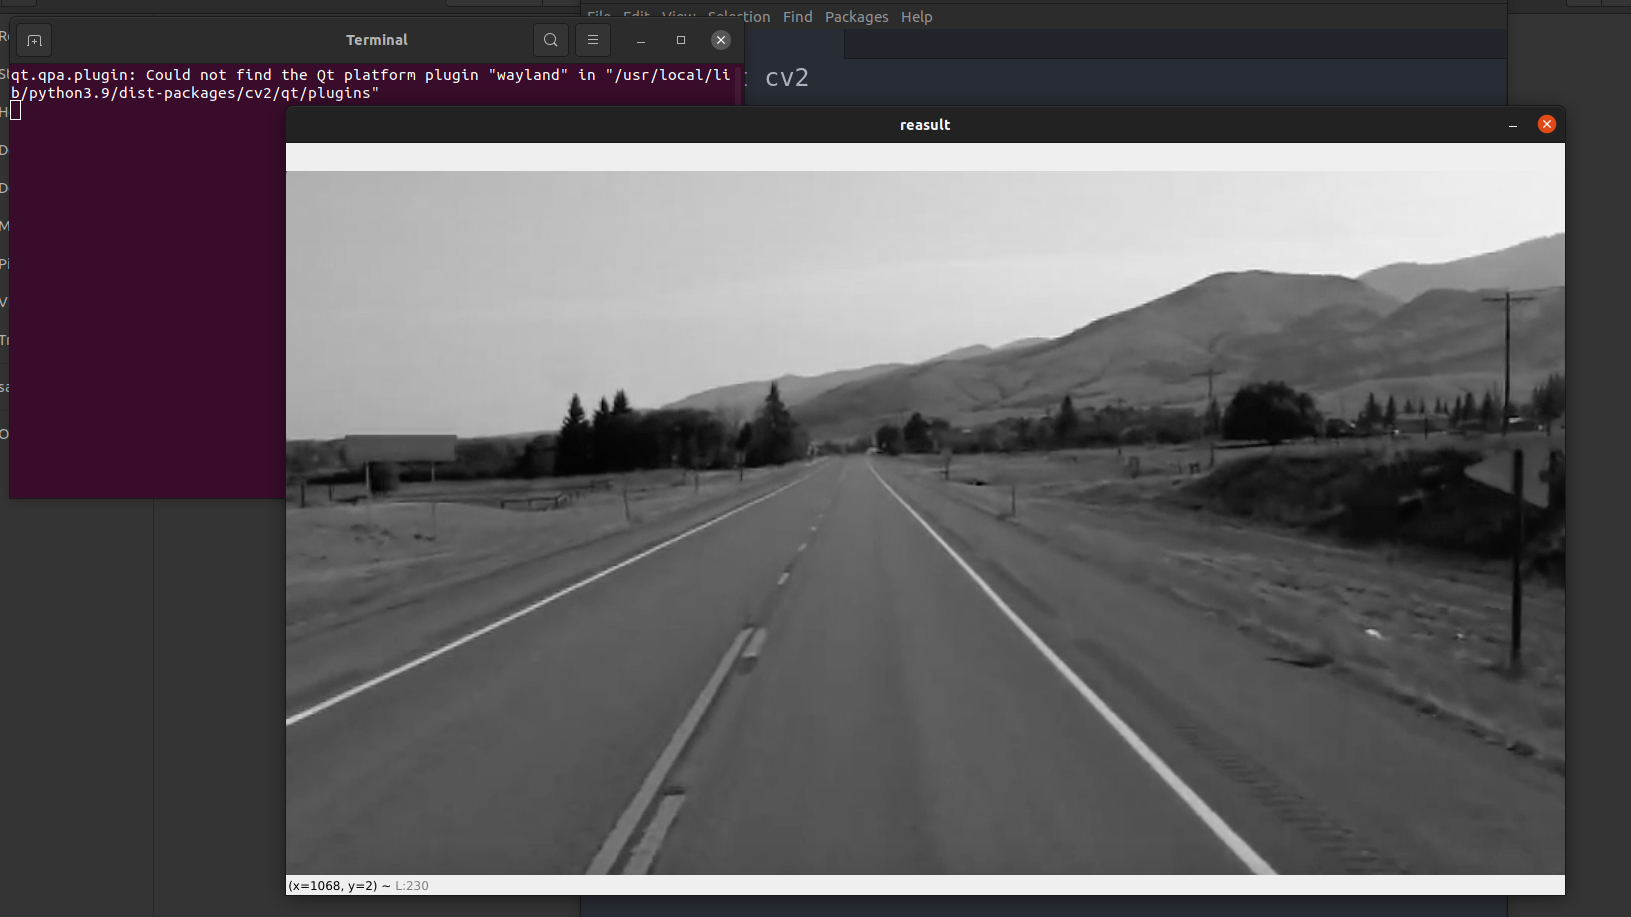 File Edit View Selection Find Packages Help
Terminal
qt.qpa.plugin: Could not find the Qt platform plugin "wayland" in "/usr/local/li
b/python3.9/dist-packages/cv2/qt/plugins"
cv2
reasult
(x=1068, y=2) ~ L:230